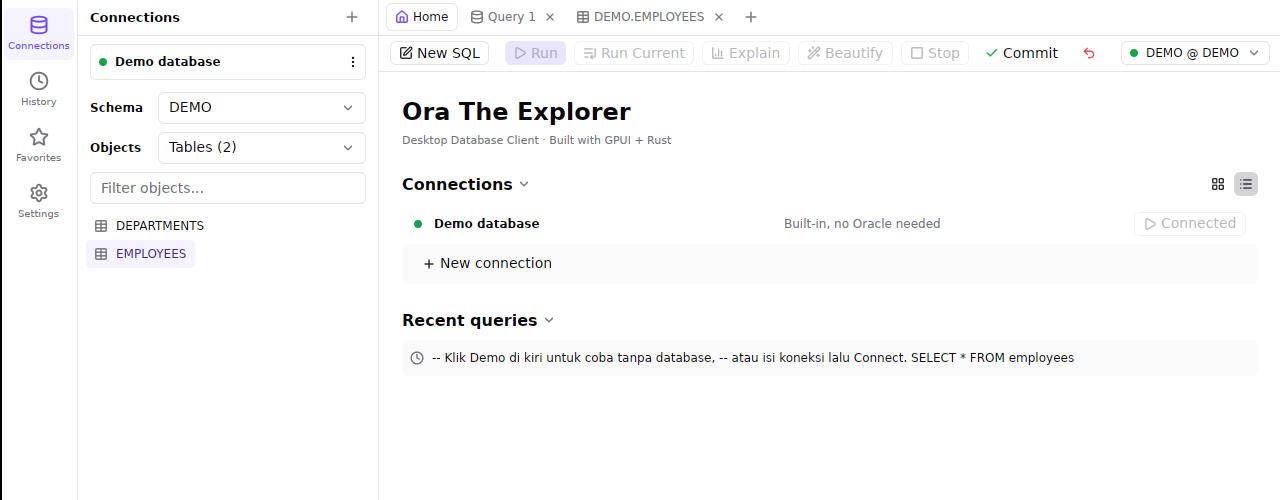 Connections
History
Favorites
Settings
Connections
Demo database
Schema DEMO
Objects Tables (2)
Filter objects...
DEPARTMENTS
EMPLOYEES
Home Query 1 DEMO.EMPLOYEES
New SQL Run Run Current Explain Beautify Stop Commit DEMO @ DEMO
Ora The Explorer
Desktop Database Client · Built with GPUI + Rust
Connections
Demo database Built-in, no Oracle needed Connected
New connection
Recent queries
-- Klik Demo di kiri untuk coba tanpa database, -- atau isi koneksi lalu Connect. SELECT * FROM employees